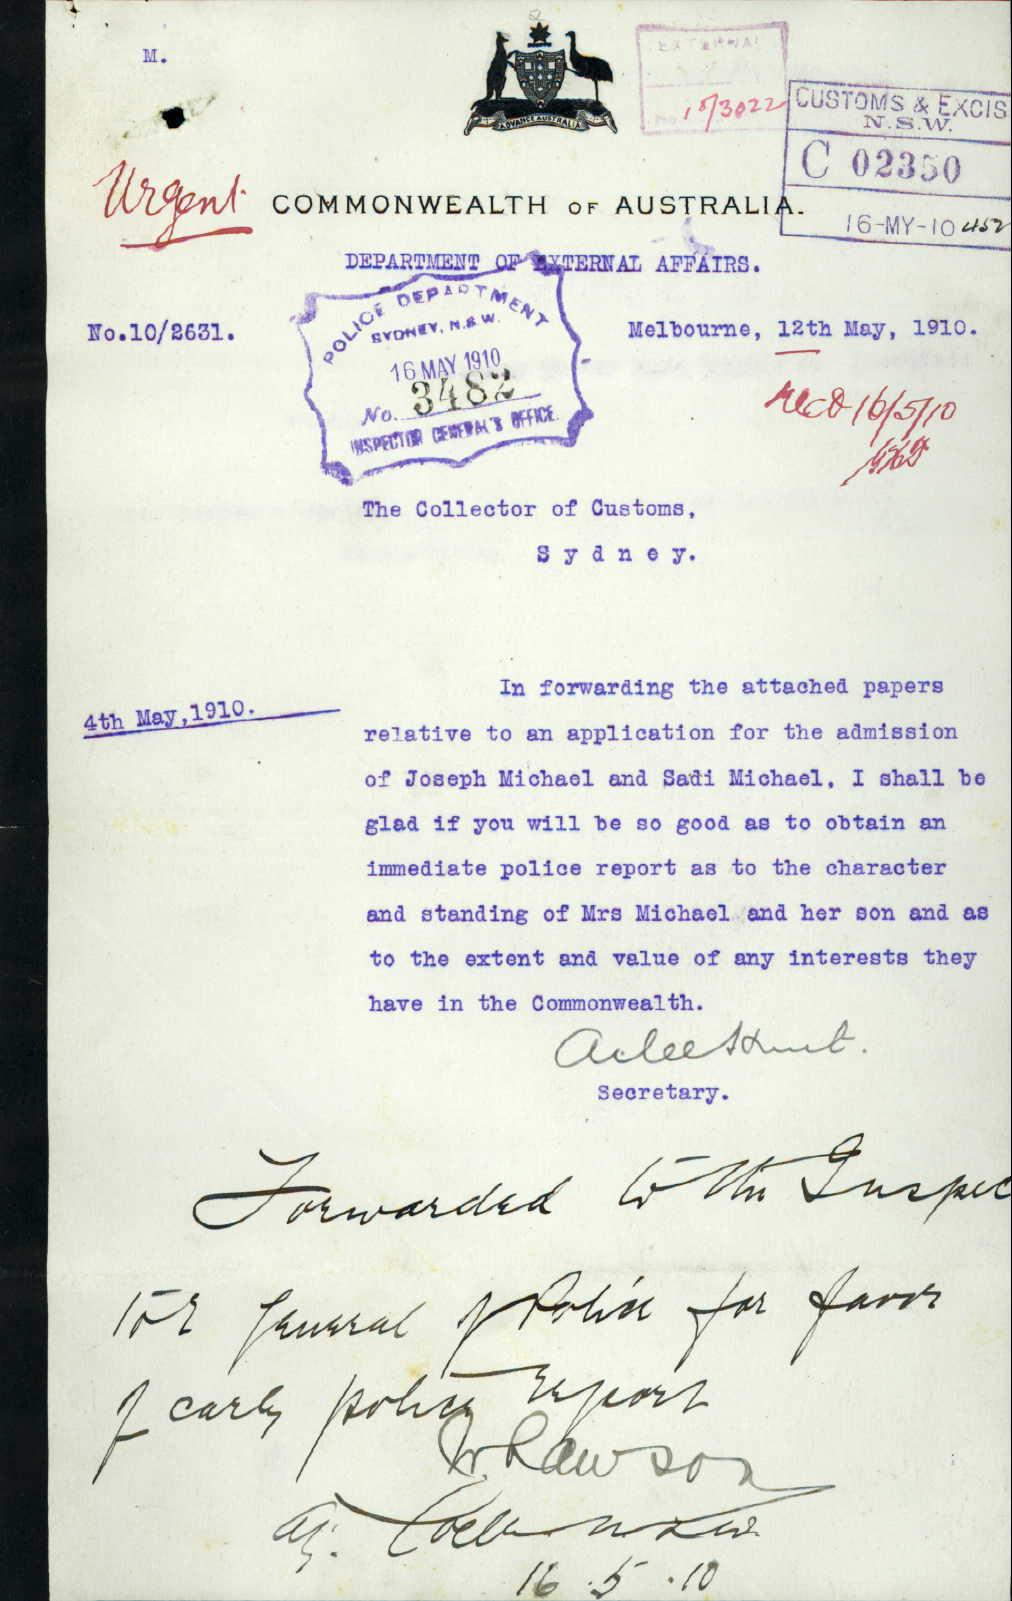 M.
ADVANCE AUSTRALIA
EXTERNAL
No. 10/3022
CUSTOMS & EXCIS
N.S.W.
C 02350
16-MY-10 452
Urgent
COMMONWEALTH OF AUSTRALIA.
DEPARTMENT OF EXTERNAL AFFAIRS.
No.10/2631.
Melbourne, 12th May, 1910.
POLICE DEPARTMENT
SYDNEY, N.S.W.
16 MAY 1910
No. 3482
INSPECTOR GENERAL'S OFFICE.
Recd 16/5/10
The Collector of Customs,
Sydney.
4th May,1910.
In forwarding the attached papers
relative to an application for the admission
of Joseph Michael and Sadi Michael, I shall be
glad if you will be so good as to obtain an
immediate police report as to the character
and standing of Mrs Michael and her son and as
to the extent and value of any interests they
have in the Commonwealth.
Atlee Hunt.
Secretary.
Forwarded to the Inspec
tor General of Police for favor
of early police report
W Lawson
16.5.10